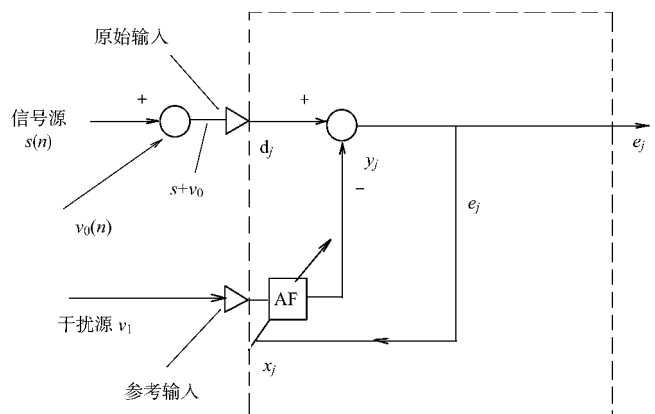 原始输入
+
+
信号源
s(n)
d_j
e_j
s+v_0
y_j
−
v_0(n)
e_j
AF
干扰源 v_1
x_j
参考输入